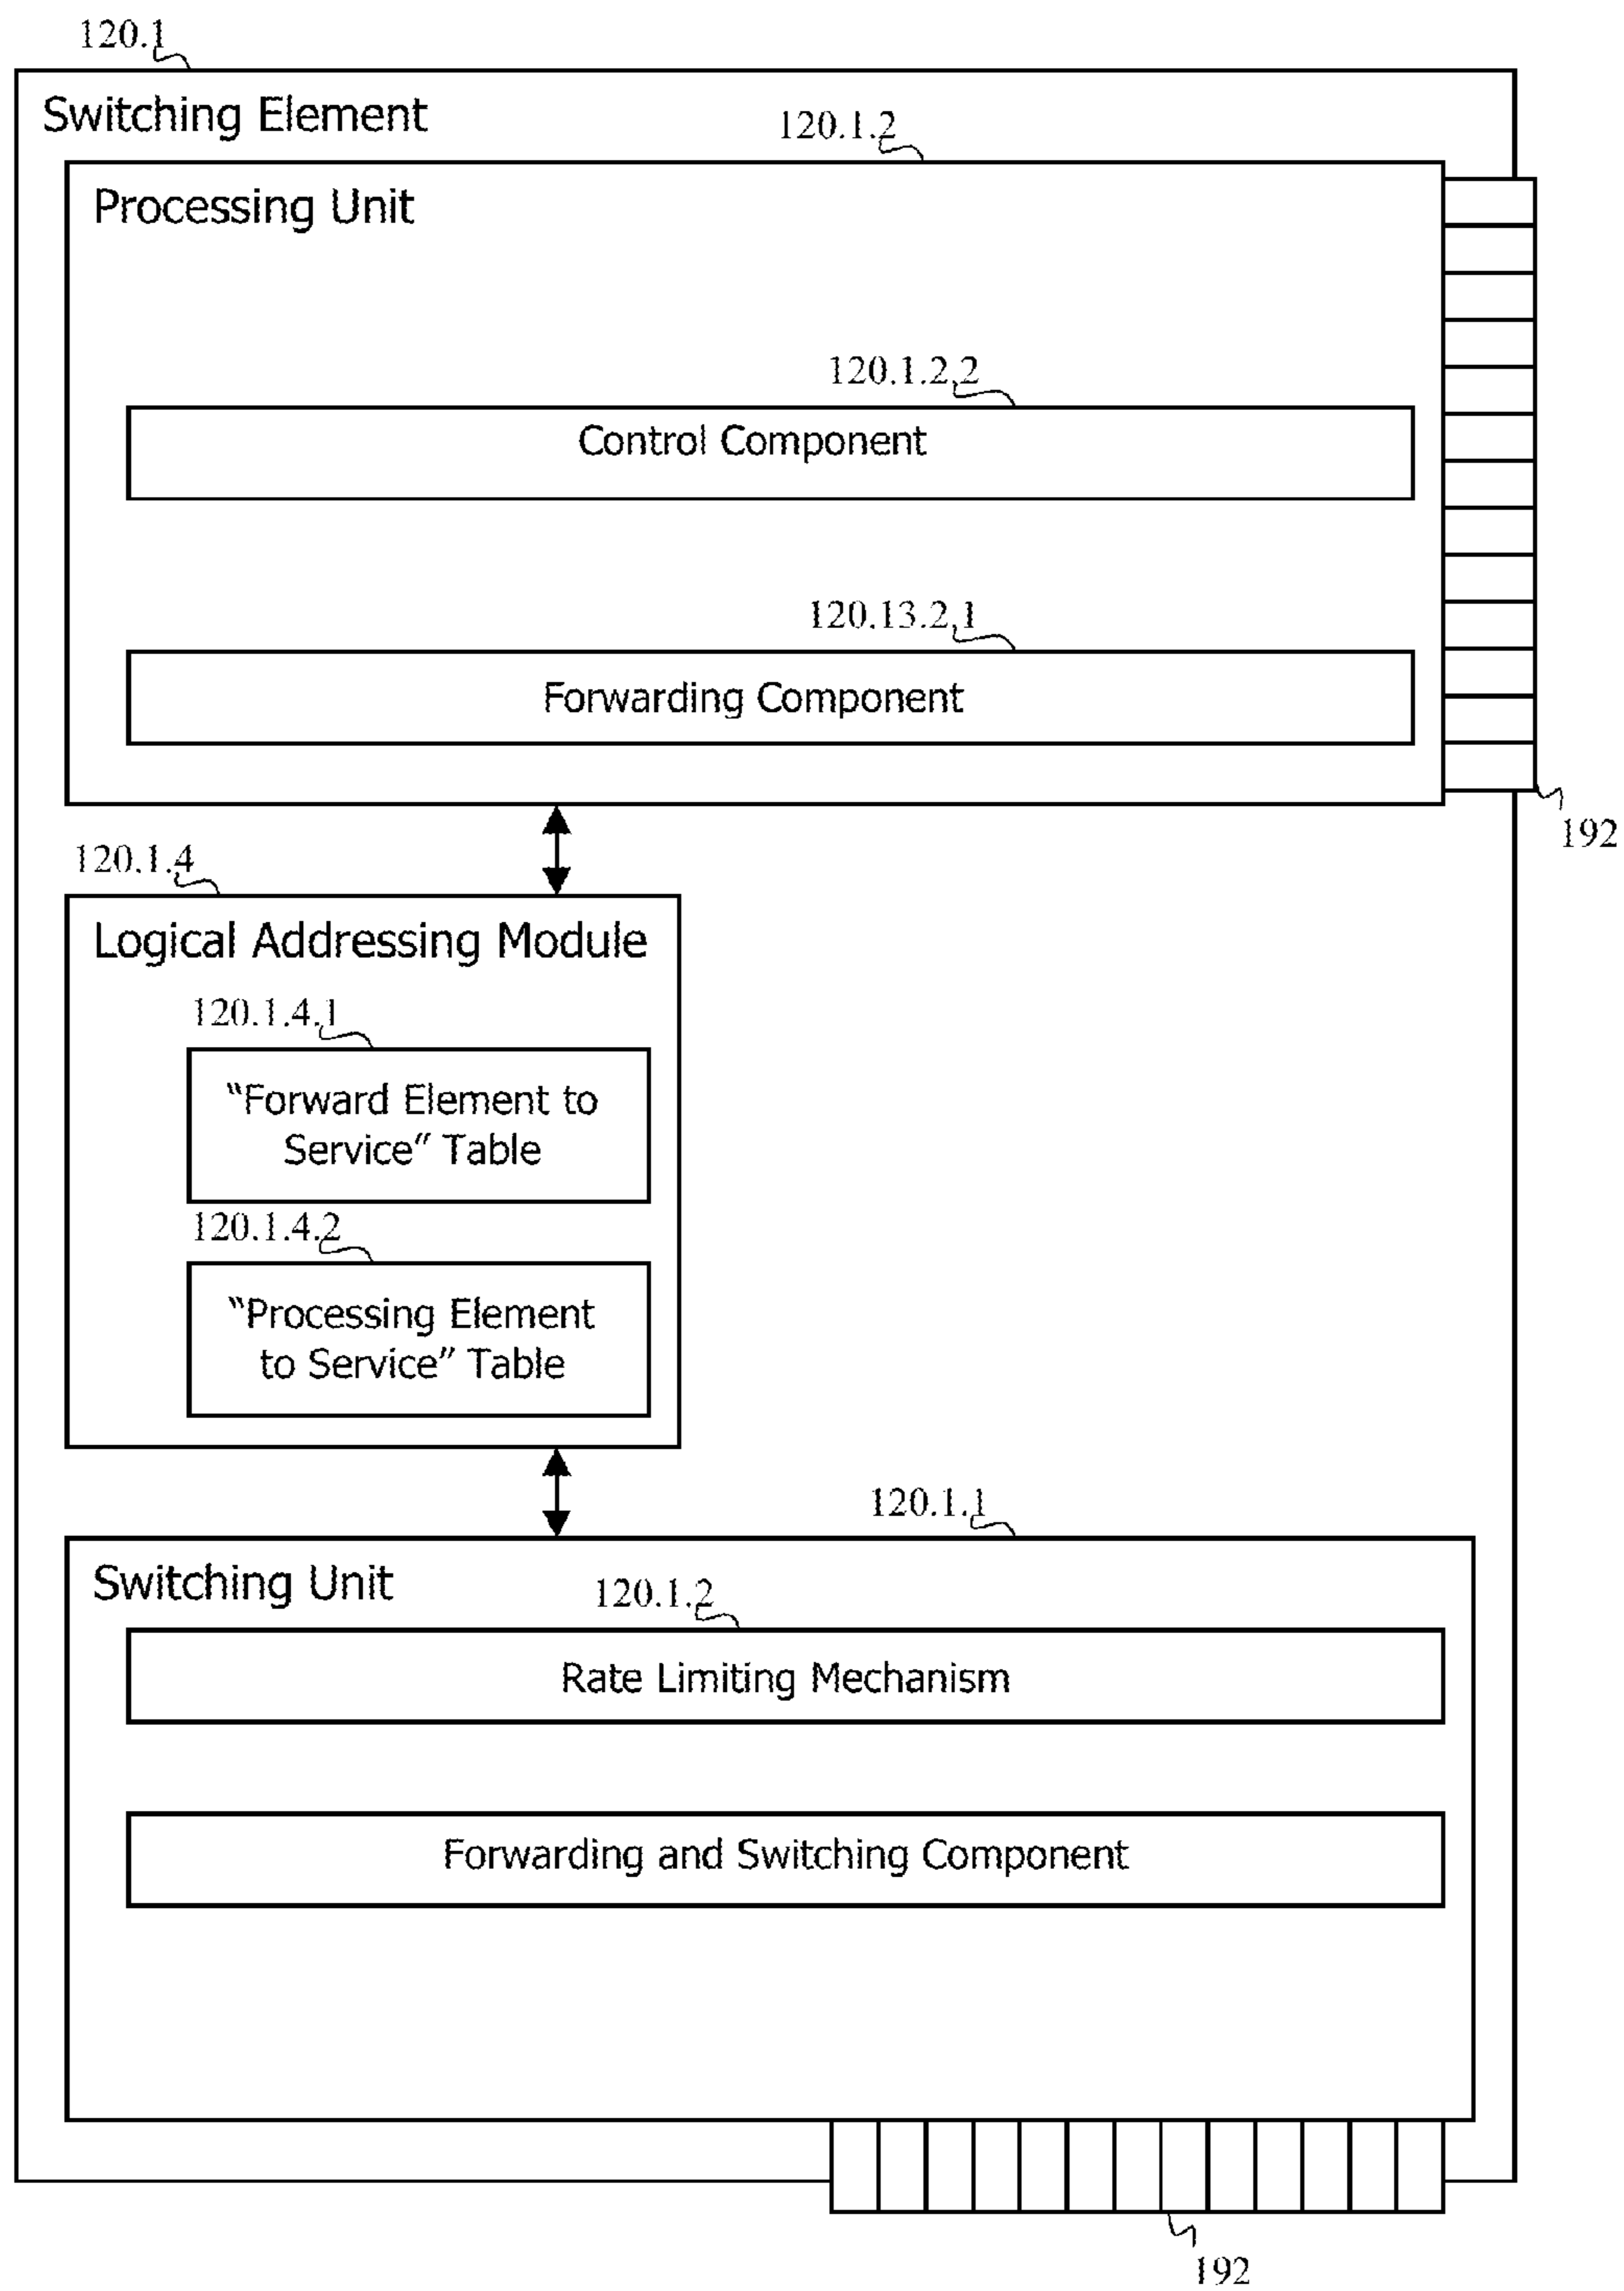 120.1
Switching Element
120.1.2
Processing Unit
120.1.2.2
Control Component
120.13.2.1
Forwarding Component
192
120.1.4
Logical Addressing Module
120.1.4.1
“Forward Element to
Service” Table
120.1.4.2
“Processing Element
to Service” Table
120.1.1
Switching Unit
120.1.2
Rate Limiting Mechanism
Forwarding and Switching Component
192